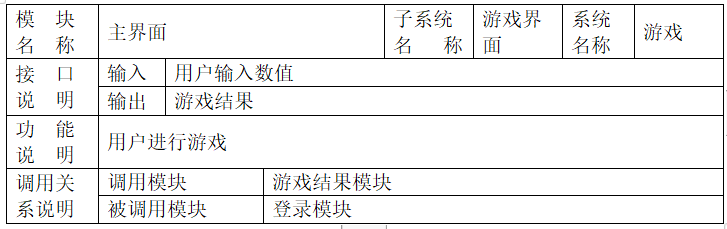 模 块 名 称 主界面 子系统名 称 游戏界面 系统名称 游戏
接 口 说 明 输入 用户输入数值
输出 游戏结果
功 能 说 明 用户进行游戏
调用关系说明 调用模块 游戏结果模块
被调用模块 登录模块